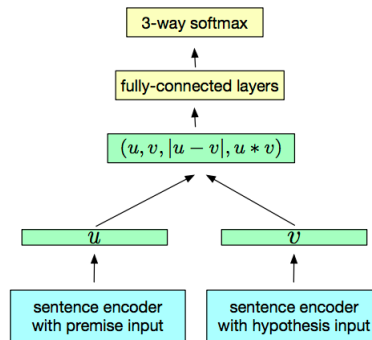 3-way softmax
fully-connected layers
(u, v, |u − v|, u ∗ v)
u
v
sentence encoder
with premise input
sentence encoder
with hypothesis input